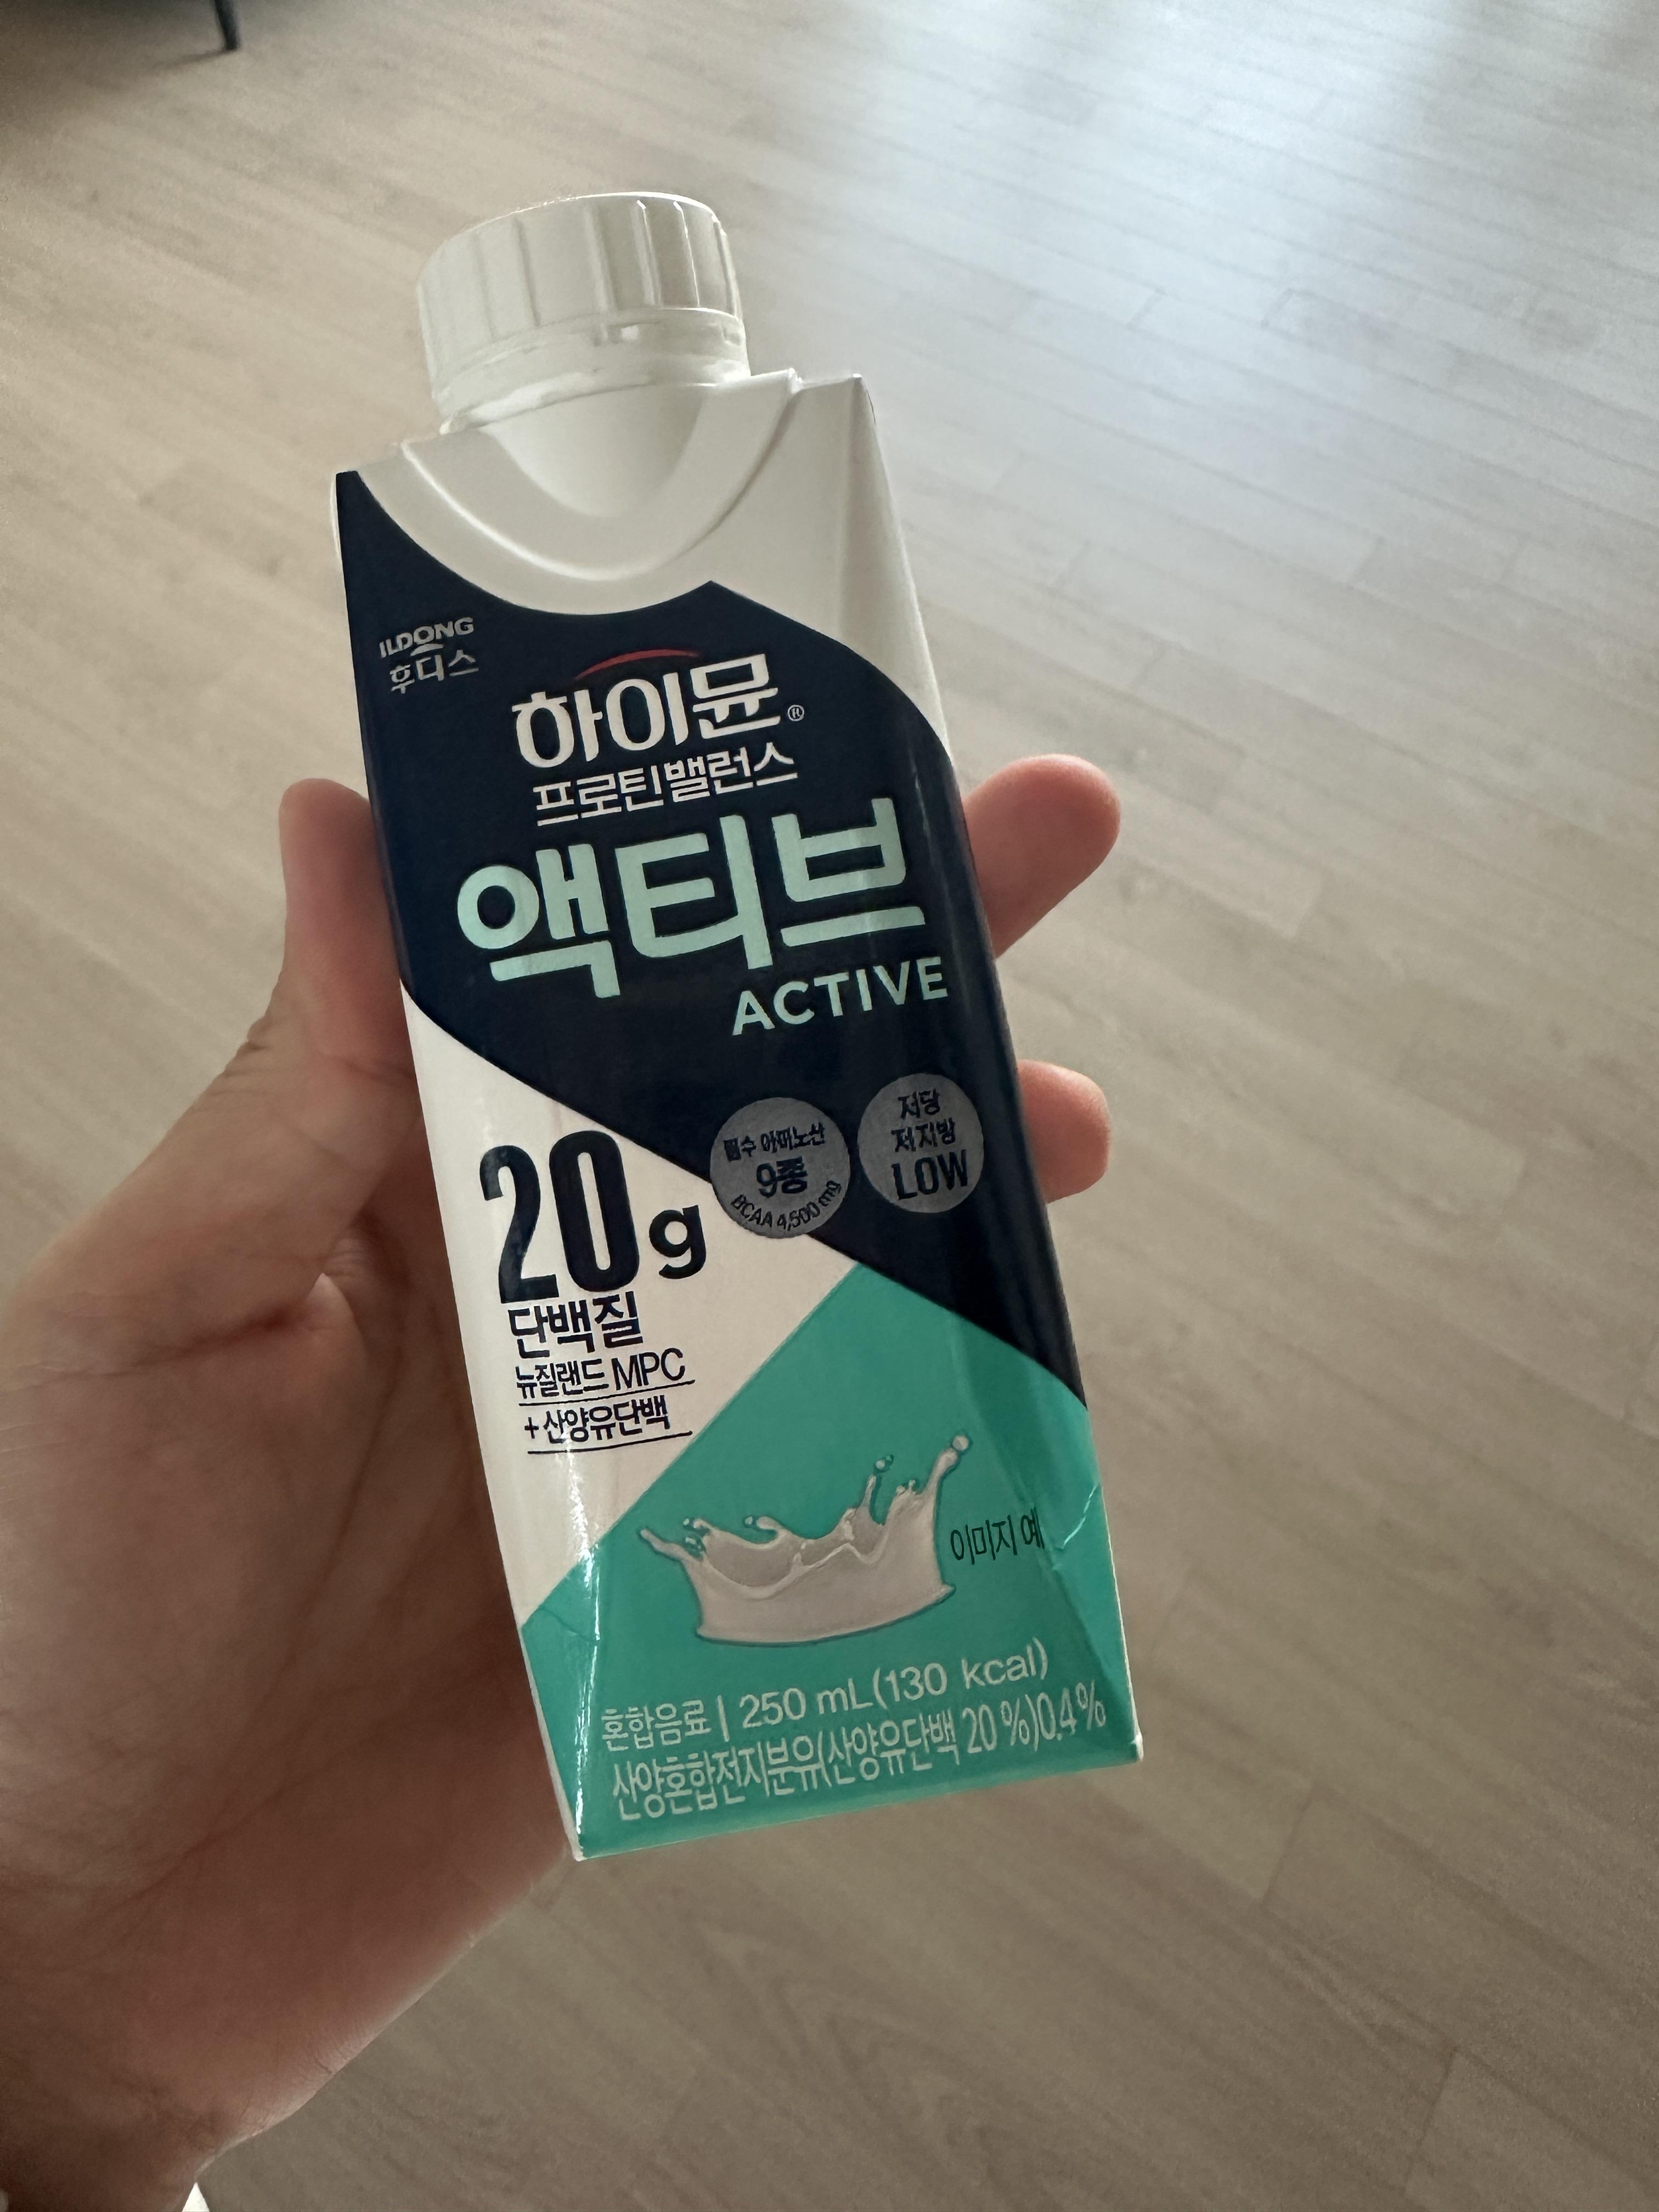 ILDONG
후디스
하이뮨®
프로틴밸런스
액티브
ACTIVE
필수 아미노산
9종
BCAA 4,500 mg
저당
저지방
LOW
20g
단백질
뉴질랜드 MPC
+ 산양유단백
이미지 예
혼합음료 | 250 mL(130 kcal)
산양혼합전지분유(산양유단백 20 %)0.4%